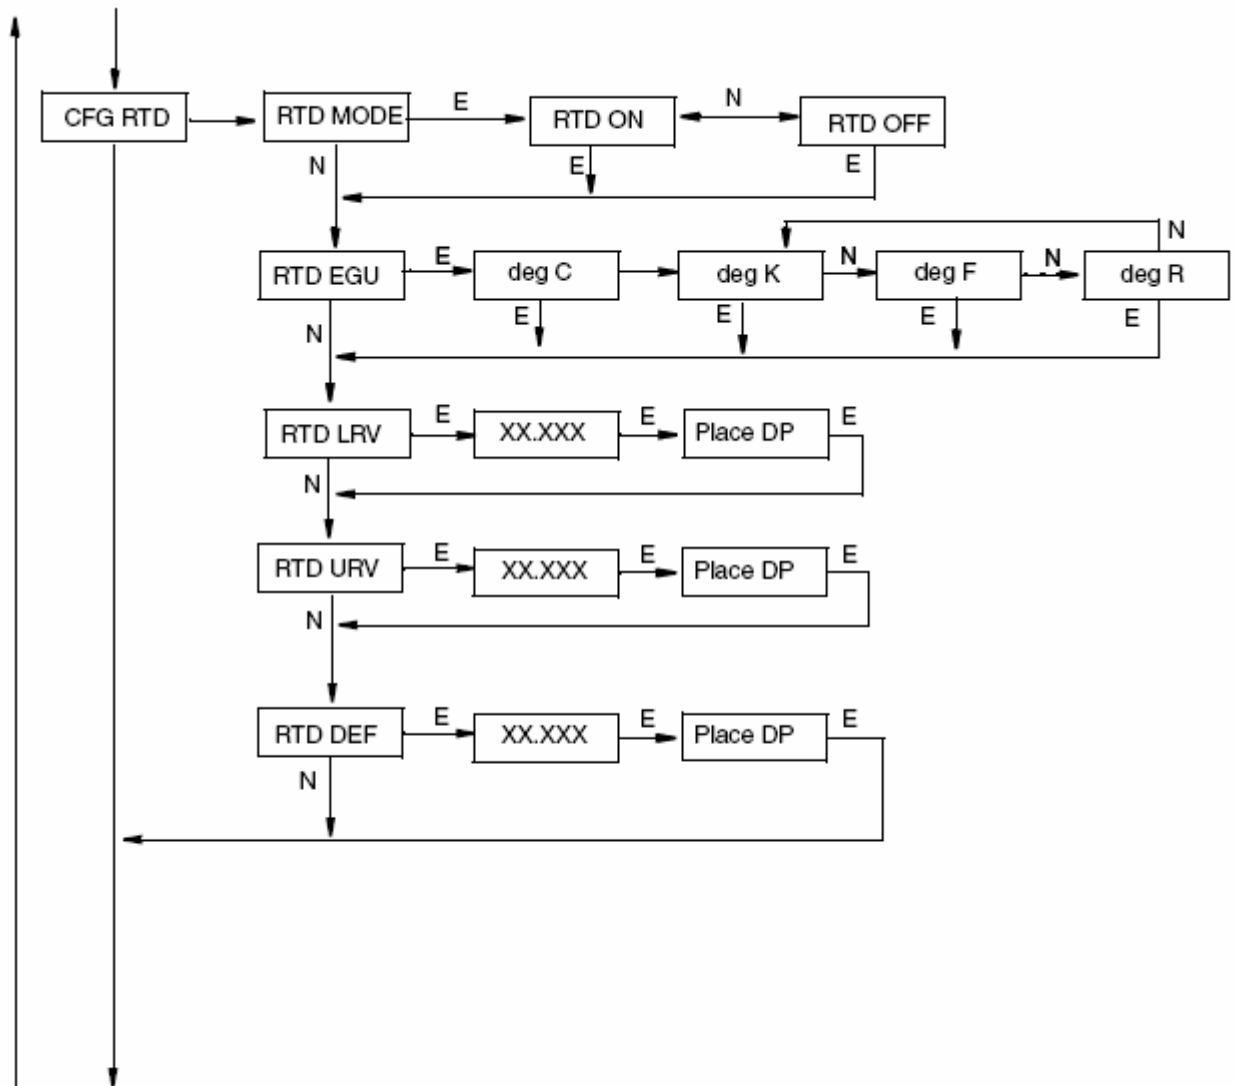 CFG RTD
RTD MODE
E
RTD ON
N
RTD OFF
N
E
E
RTD EGU
E
deg C
deg K
N
deg F
N
deg R
N
N
E
E
E
E
RTD LRV
E
XX.XXX
E
Place DP
E
N
RTD URV
E
XX.XXX
E
Place DP
E
N
RTD DEF
E
XX.XXX
E
Place DP
E
N